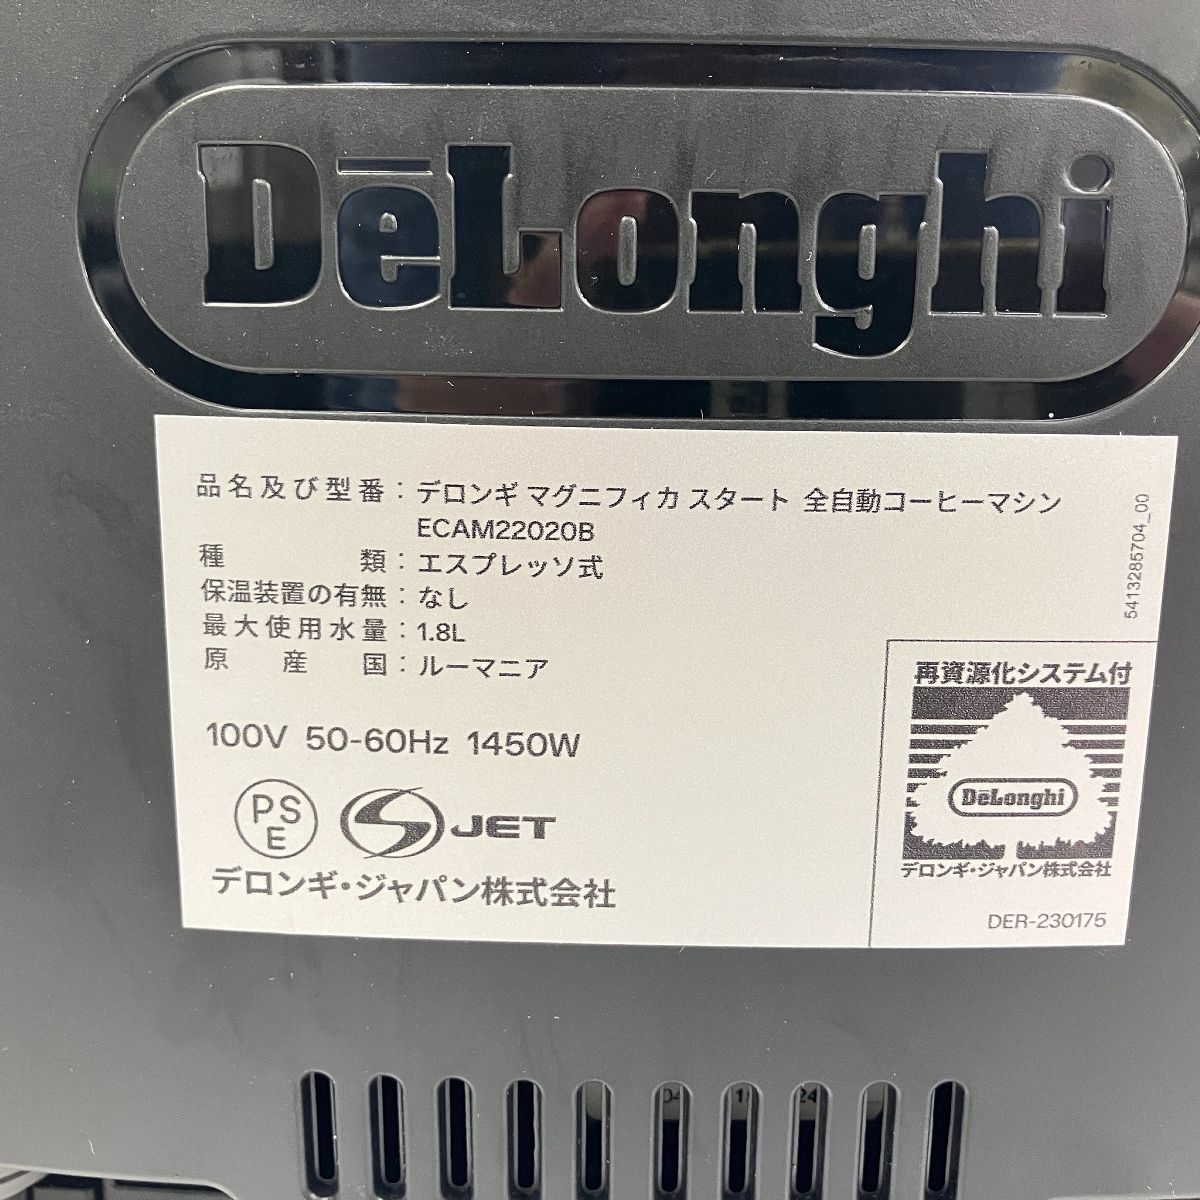 DeLonghi
品名及び型番：デロンギ マグニフィカ スタート 全自動コーヒーマシン
ECAM22020B
種類：エスプレッソ式
保温装置の有無：なし
最大使用水量：1.8L
原産国：ルーマニア
100V 50-60Hz 1450W
PS
E
JET
デロンギ・ジャパン株式会社
5413285704_00
再資源化システム付
DeLonghi
デロンギ・ジャパン株式会社
DER-230175
04
24